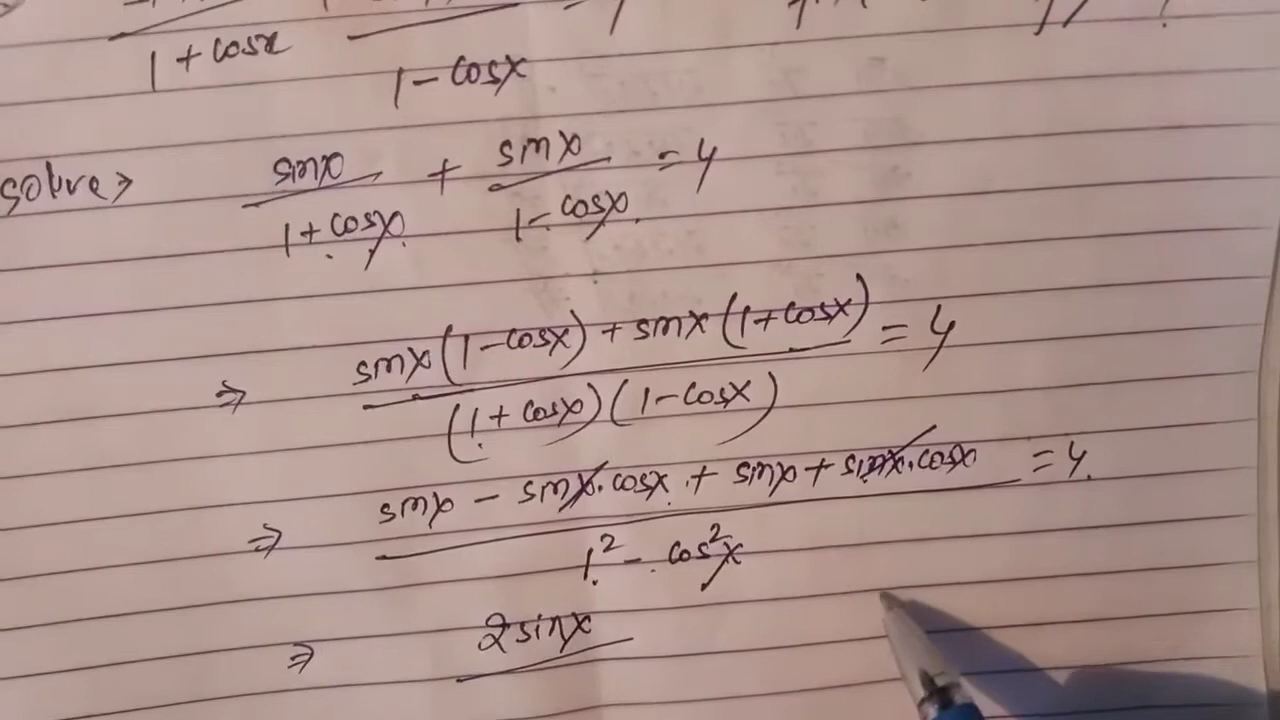 1 + cosx 1 - cosx
solve ⇒ sinx/1 + cosx + sinx/1 - cosx = 4
⇒ sinx(1 - cosx) + sinx(1 + cosx)/(1 + cosx)(1 - cosx) = 4
⇒ sinx - sinx.cosx + sinx + sinx.cosx/1² - cos²x = 4.
⇒ 2sinx